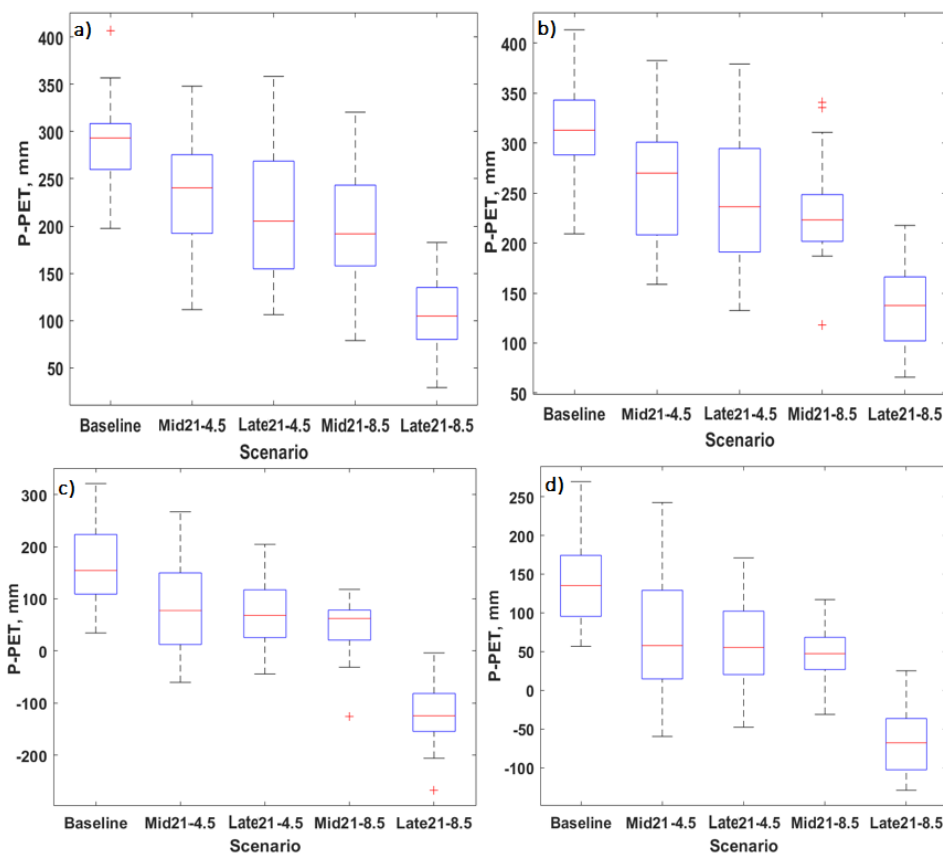 a)
P-PET, mm
400
350
300
250
200
150
100
50
Baseline Mid21-4.5 Late21-4.5 Mid21-8.5 Late21-8.5
Scenario
b)
P-PET, mm
400
350
300
250
200
150
100
50
Baseline Mid21-4.5 Late21-4.5 Mid21-8.5 Late21-8.5
Scenario
c)
P-PET, mm
300
200
100
0
-100
-200
Baseline Mid21-4.5 Late21-4.5 Mid21-8.5 Late21-8.5
Scenario
d)
P-PET, mm
250
200
150
100
50
0
-50
-100
Baseline Mid21-4.5 Late21-4.5 Mid21-8.5 Late21-8.5
Scenario